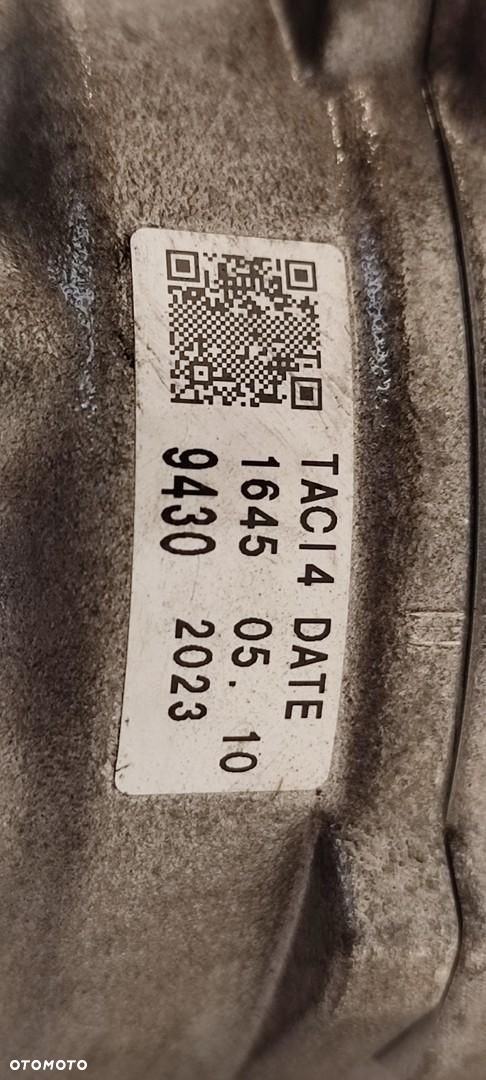 TACI4 DATE
1645 05. 10
9430 2023
OTOMOTO